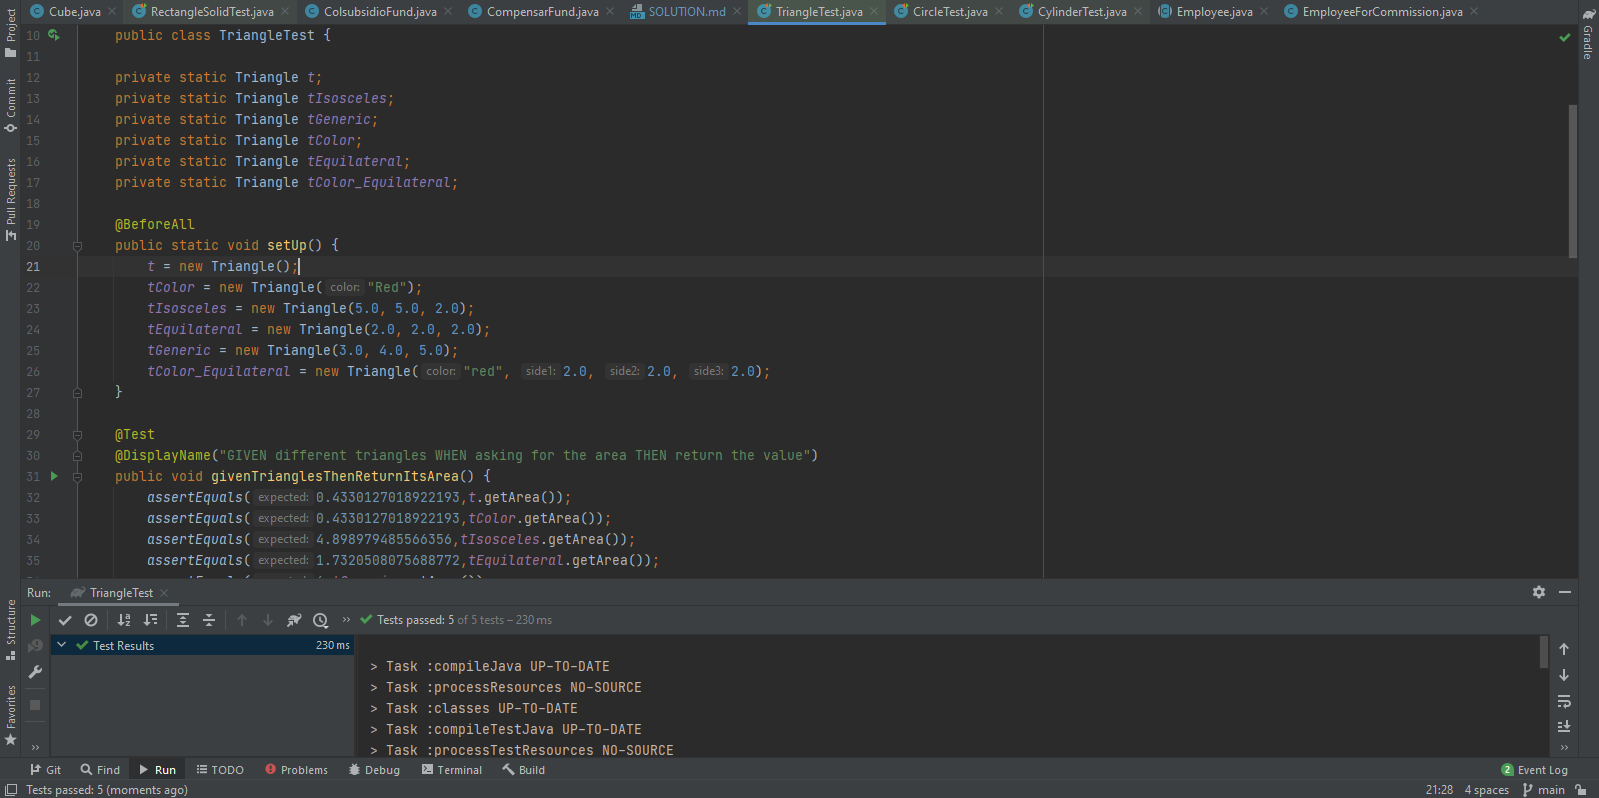 Cube.java RectangleSolidTest.java ColsubsidioFund.java CompensarFund.java SOLUTION.md TriangleTest.java CircleTest.java CylinderTest.java Employee.java EmployeeForCommission.java
Project
Commit
Pull Requests
Structure
Favorites
Gradle
10 public class TriangleTest {
11
12 private static Triangle t;
13 private static Triangle tIsosceles;
14 private static Triangle tGeneric;
15 private static Triangle tColor;
16 private static Triangle tEquilateral;
17 private static Triangle tColor_Equilateral;
18
19 @BeforeAll
20 public static void setUp() {
21 t = new Triangle();
22 tColor = new Triangle( color: "Red");
23 tIsosceles = new Triangle(5.0, 5.0, 2.0);
24 tEquilateral = new Triangle(2.0, 2.0, 2.0);
25 tGeneric = new Triangle(3.0, 4.0, 5.0);
26 tColor_Equilateral = new Triangle( color: "red", side1: 2.0, side2: 2.0, side3: 2.0);
27 }
28
29 @Test
30 @DisplayName("GIVEN different triangles WHEN asking for the area THEN return the value")
31 public void givenTrianglesThenReturnItsArea() {
32 assertEquals( expected: 0.4330127018922193,t.getArea());
33 assertEquals( expected: 0.4330127018922193,tColor.getArea());
34 assertEquals( expected: 4.898979485566356,tIsosceles.getArea());
35 assertEquals( expected: 1.7320508075688772,tEquilateral.getArea());
Run: TriangleTest
Tests passed: 5 of 5 tests – 230 ms
Test Results 230 ms
> Task :compileJava UP-TO-DATE
> Task :processResources NO-SOURCE
> Task :classes UP-TO-DATE
> Task :compileTestJava UP-TO-DATE
> Task :processTestResources NO-SOURCE
Git Find Run TODO Problems Debug Terminal Build 2 Event Log
Tests passed: 5 (moments ago) 21:28 4 spaces main